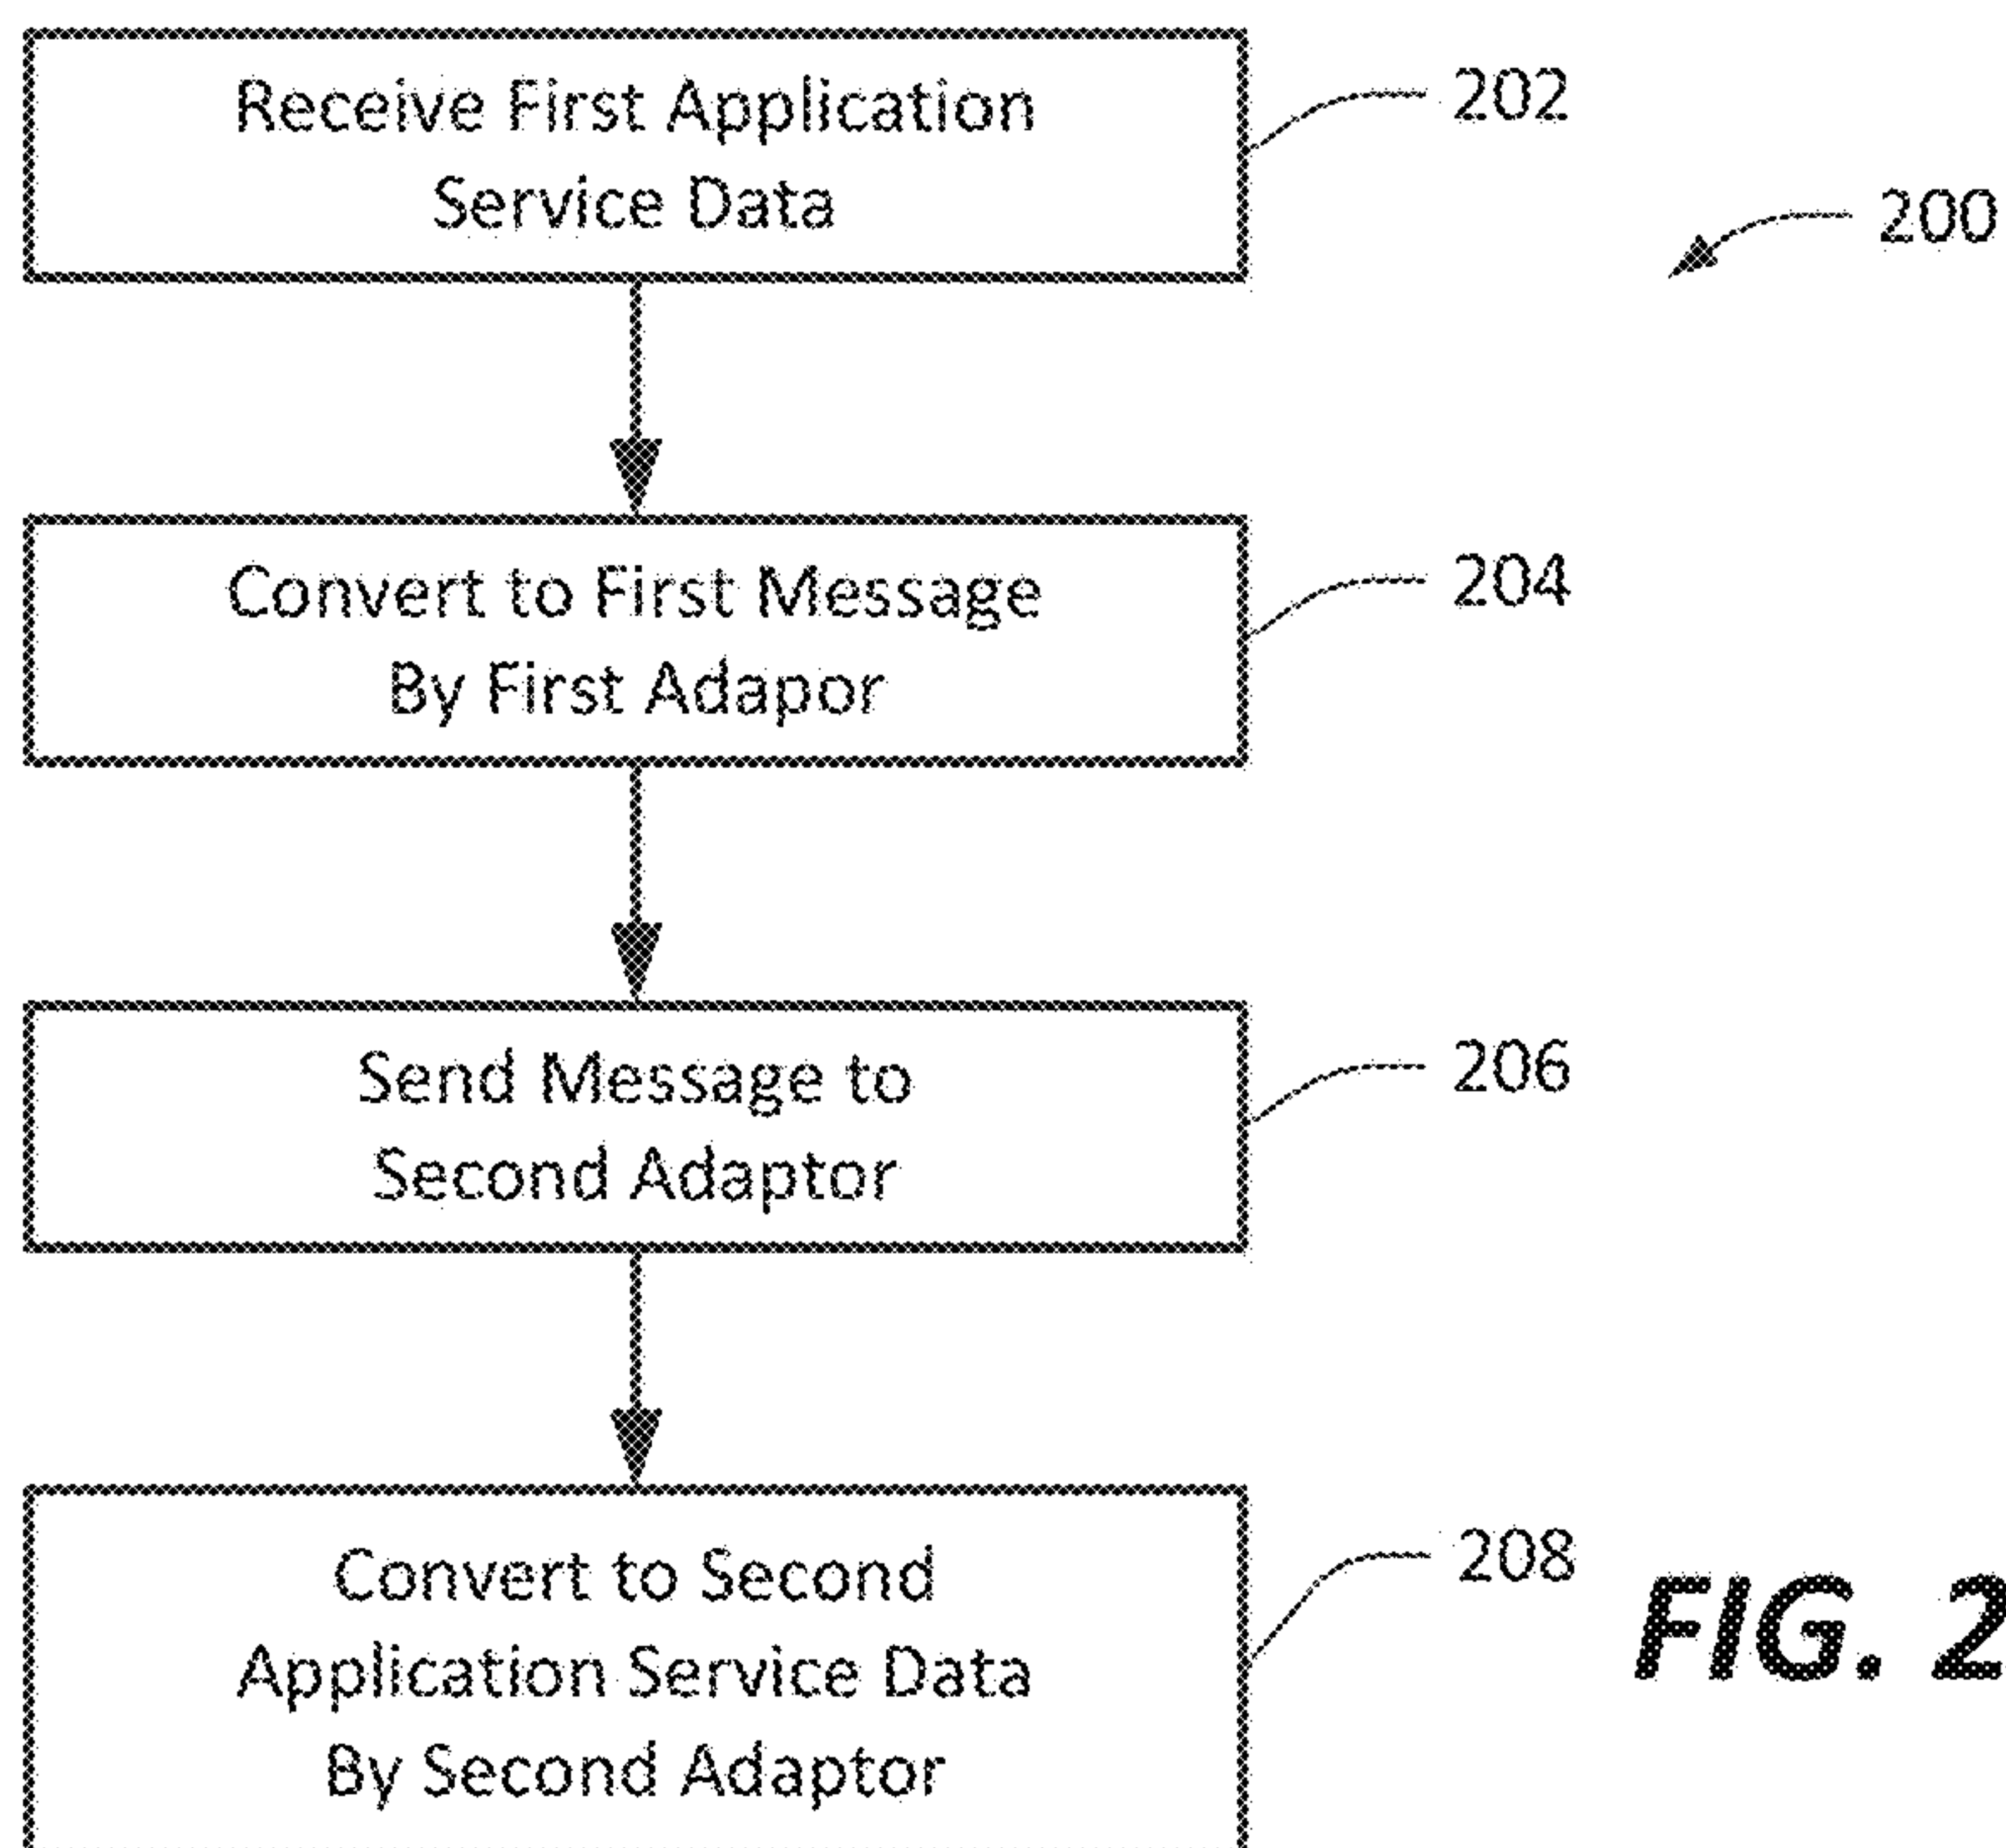 Receive First Application
Service Data
202
200
Convert to First Message
By First Adapor
204
Send Message to
Second Adaptor
206
Convert to Second
Application Service Data
By Second Adaptor
208
FIG. 2